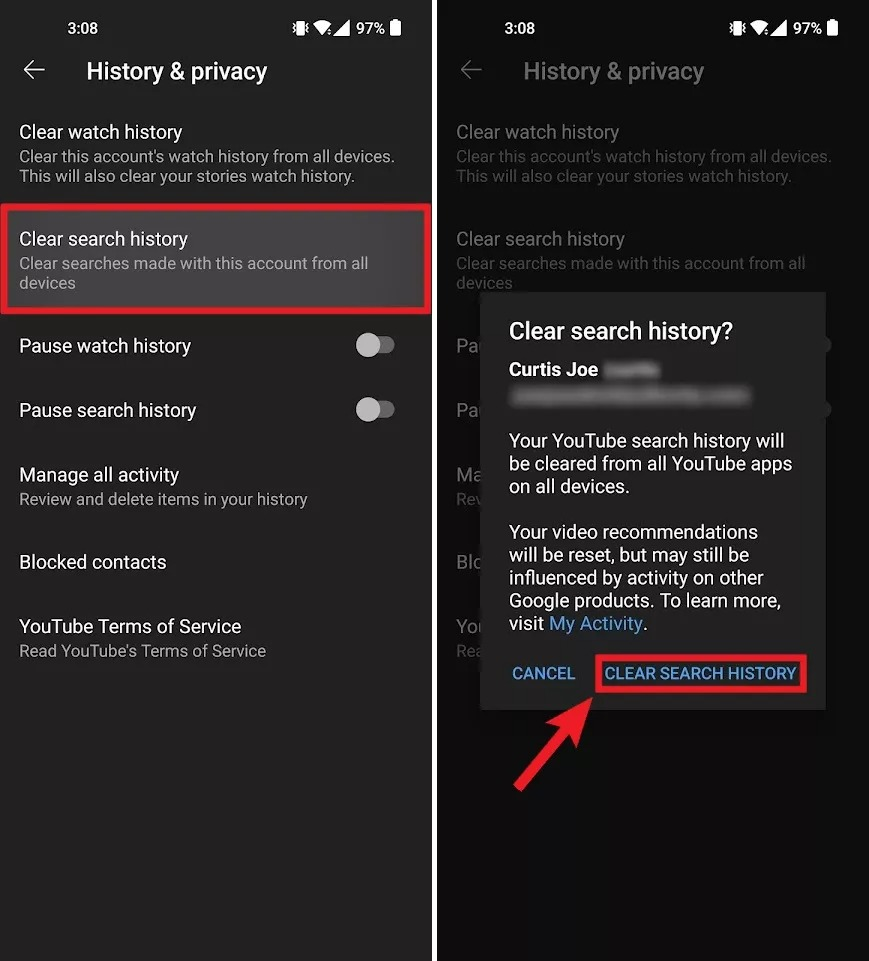 3:08
97%
History & privacy
Clear watch history
Clear this account's watch history from all devices.
This will also clear your stories watch history.
Clear search history
Clear searches made with this account from all
devices
Pause watch history
Pause search history
Manage all activity
Review and delete items in your history
Blocked contacts
YouTube Terms of Service
Read YouTube's Terms of Service
3:08
97%
History & privacy
Clear watch history
Clear this account's watch history from all devices.
This will also clear your stories watch history.
Clear search history
Clear searches made with this account from all
devices
Pa
Pa
Ma
Rev
Blo
You
Rea
Clear search history?
Curtis Joe
Your YouTube search history will
be cleared from all YouTube apps
on all devices.
Your video recommendations
will be reset, but may still be
influenced by activity on other
Google products. To learn more,
visit My Activity.
CANCEL
CLEAR SEARCH HISTORY